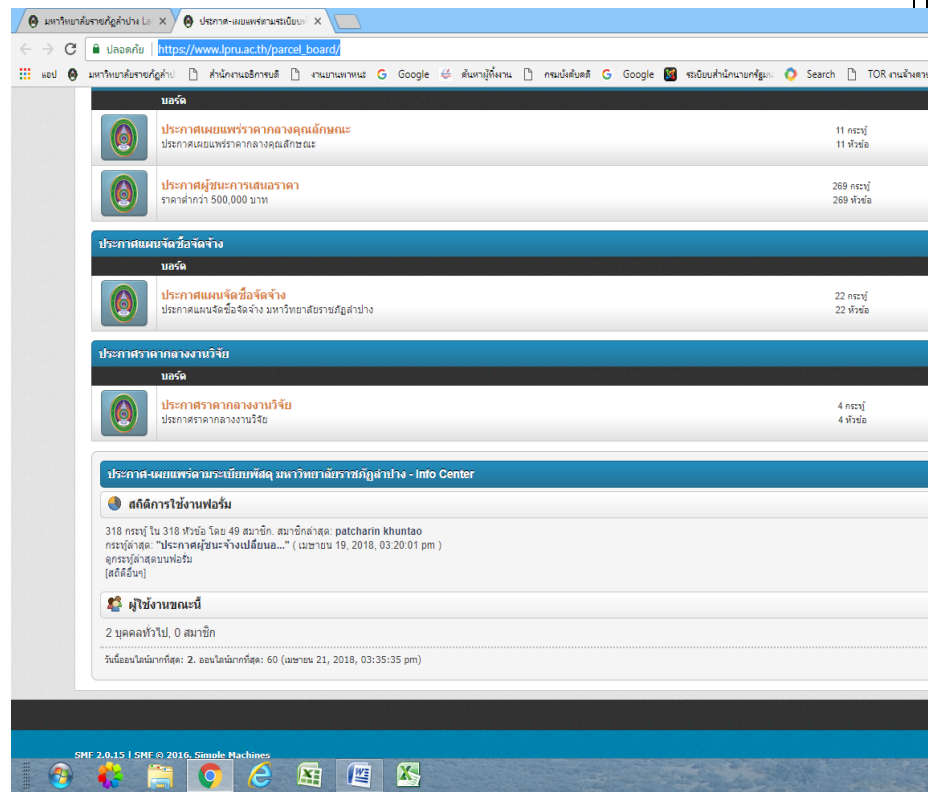 มหาวิทยาลัยราชภัฏลำปาง La
ประกาศ-เผยแพร่ตามระเบียบพ
ปลอดภัย | https://www.lpru.ac.th/parcel_board/
แอป มหาวิทยาลัยราชภัฏลำป สำนักงานอธิการบดี งานยานพาหนะ Google ค้นหาผู้ทิ้งงาน กรมบังคับคดี Google ระเบียบสำนักนายกรัฐม Search TOR งานจ้างควบ
บอร์ด
ประกาศเผยแพร่ราคากลางคุณลักษณะ 11 กระทู้
ประกาศเผยแพร่ราคากลางคุณลักษณะ 11 หัวข้อ
ประกาศผู้ชนะการเสนอราคา 269 กระทู้
ราคาต่ำกว่า 500,000 บาท 269 หัวข้อ
ประกาศแผนจัดซื้อจัดจ้าง
บอร์ด
ประกาศแผนจัดซื้อจัดจ้าง 22 กระทู้
ประกาศแผนจัดซื้อจัดจ้าง มหาวิทยาลัยราชภัฏลำปาง 22 หัวข้อ
ประกาศราคากลางงานวิจัย
บอร์ด
ประกาศราคากลางงานวิจัย 4 กระทู้
ประกาศราคากลางงานวิจัย 4 หัวข้อ
ประกาศ-เผยแพร่ตามระเบียบพัสดุ มหาวิทยาลัยราชภัฏลำปาง - Info Center
สถิติการใช้งานฟอรั่ม
318 กระทู้ ใน 318 หัวข้อ โดย 49 สมาชิก. สมาชิกล่าสุด: patcharin khuntao
กระทู้ล่าสุด: "ประกาศผู้ชนะจ้างเปลี่ยนอ..." ( เมษายน 19, 2018, 03:20:01 pm )
ดูกระทู้ล่าสุดบนฟอรั่ม
[สถิติอื่นๆ]
ผู้ใช้งานขณะนี้
2 บุคคลทั่วไป, 0 สมาชิก
วันนี้ออนไลน์มากที่สุด: 2. ออนไลน์มากที่สุด: 60 (เมษายน 21, 2018, 03:35:35 pm)
SMF 2.0.15 | SMF © 2016, Simple Machines